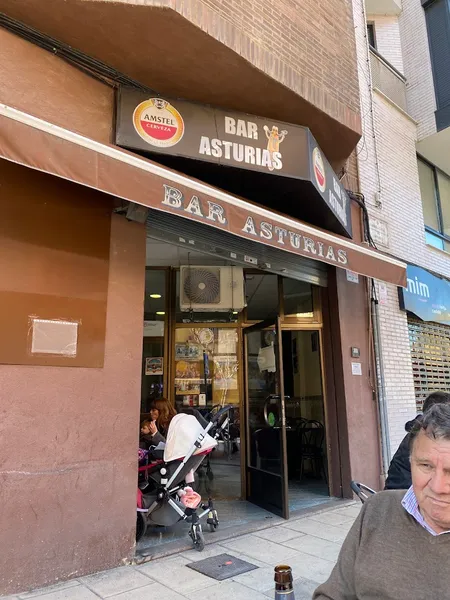 AMSTEL
CERVEZA
BAR
ASTURIAS
BAR ASTURIAS
nim